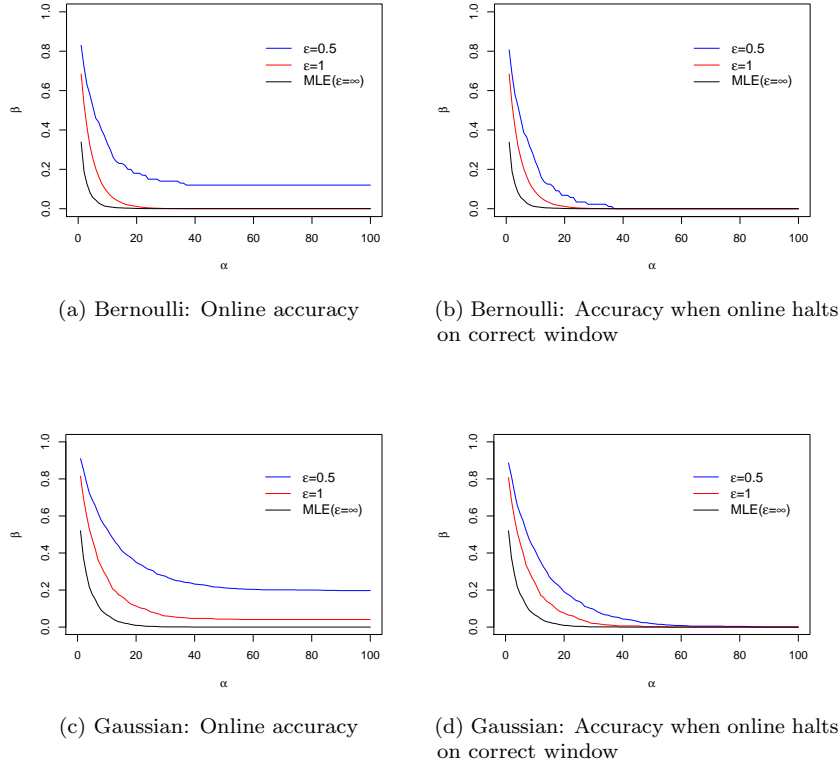 1.0
0.8
0.6
0.4
0.2
0.0
β
ε=0.5
ε=1
MLE(ε=∞)
0 20 40 60 80 100
α
(a) Bernoulli: Online accuracy
1.0
0.8
0.6
0.4
0.2
0.0
β
ε=0.5
ε=1
MLE(ε=∞)
0 20 40 60 80 100
α
(b) Bernoulli: Accuracy when online halts
on correct window
1.0
0.8
0.6
0.4
0.2
0.0
β
ε=0.5
ε=1
MLE(ε=∞)
0 20 40 60 80 100
α
(c) Gaussian: Online accuracy
1.0
0.8
0.6
0.4
0.2
0.0
β
ε=0.5
ε=1
MLE(ε=∞)
0 20 40 60 80 100
α
(d) Gaussian: Accuracy when online halts
on correct window